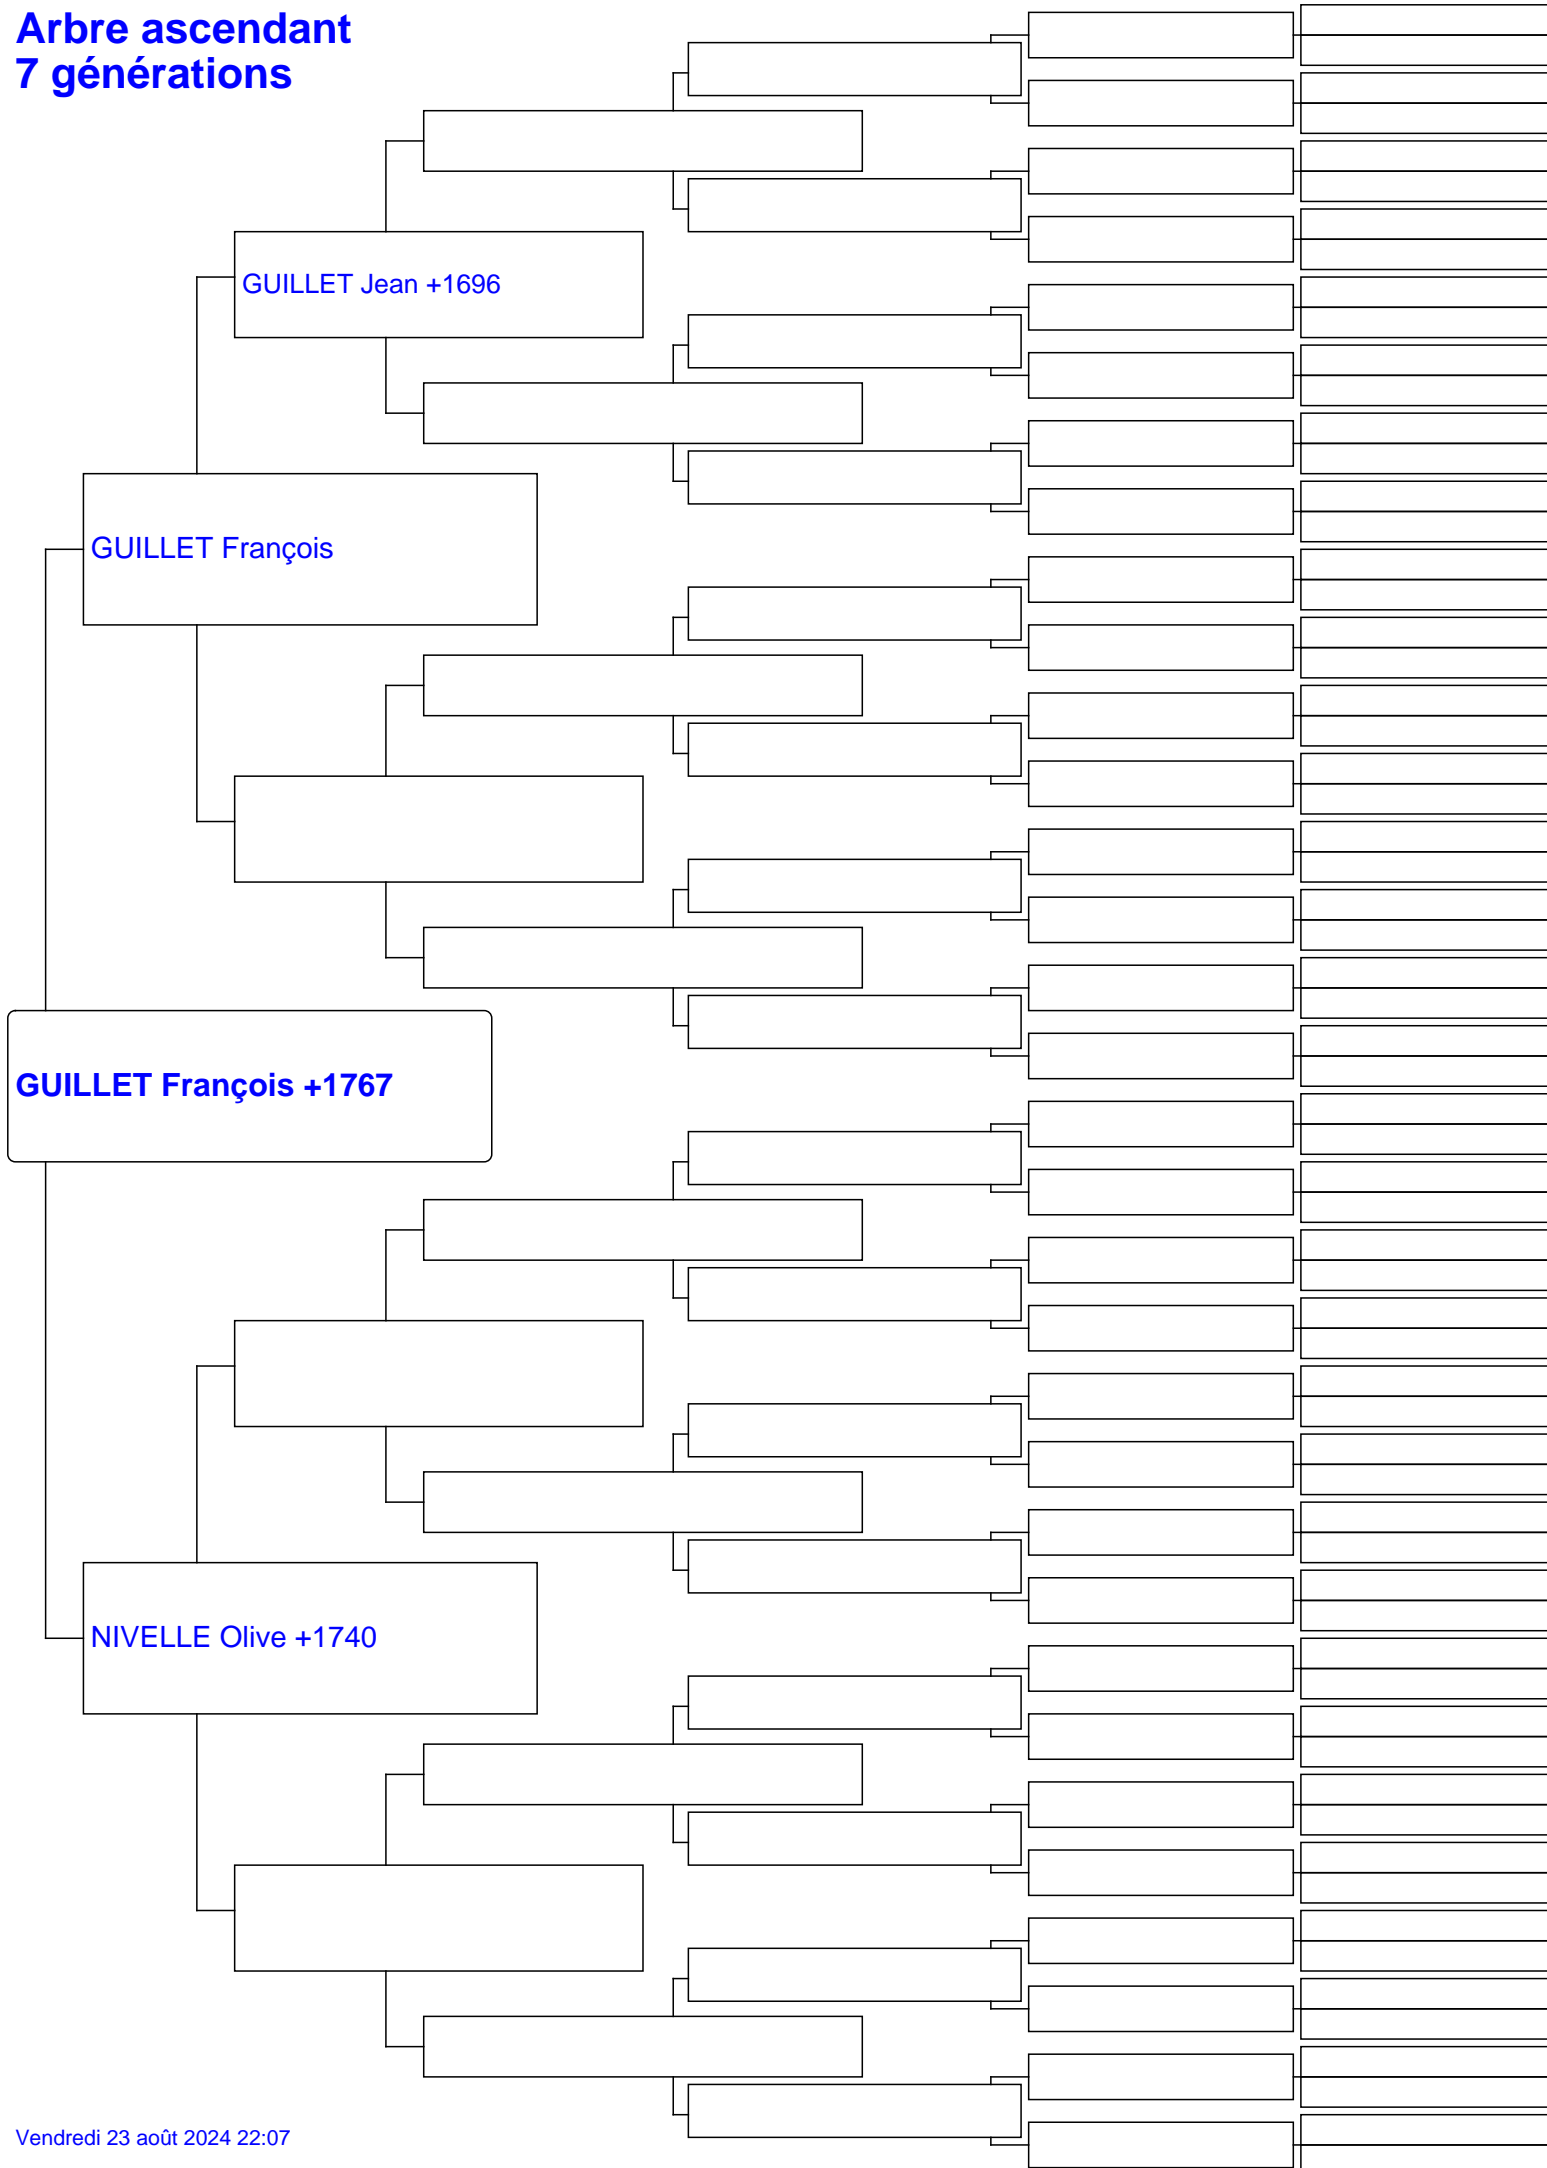 Arbre ascendant
7 générations
GUILLET Jean +1696
GUILLET François
GUILLET François +1767
NIVELLE Olive +1740
Vendredi 23 août 2024 22:07